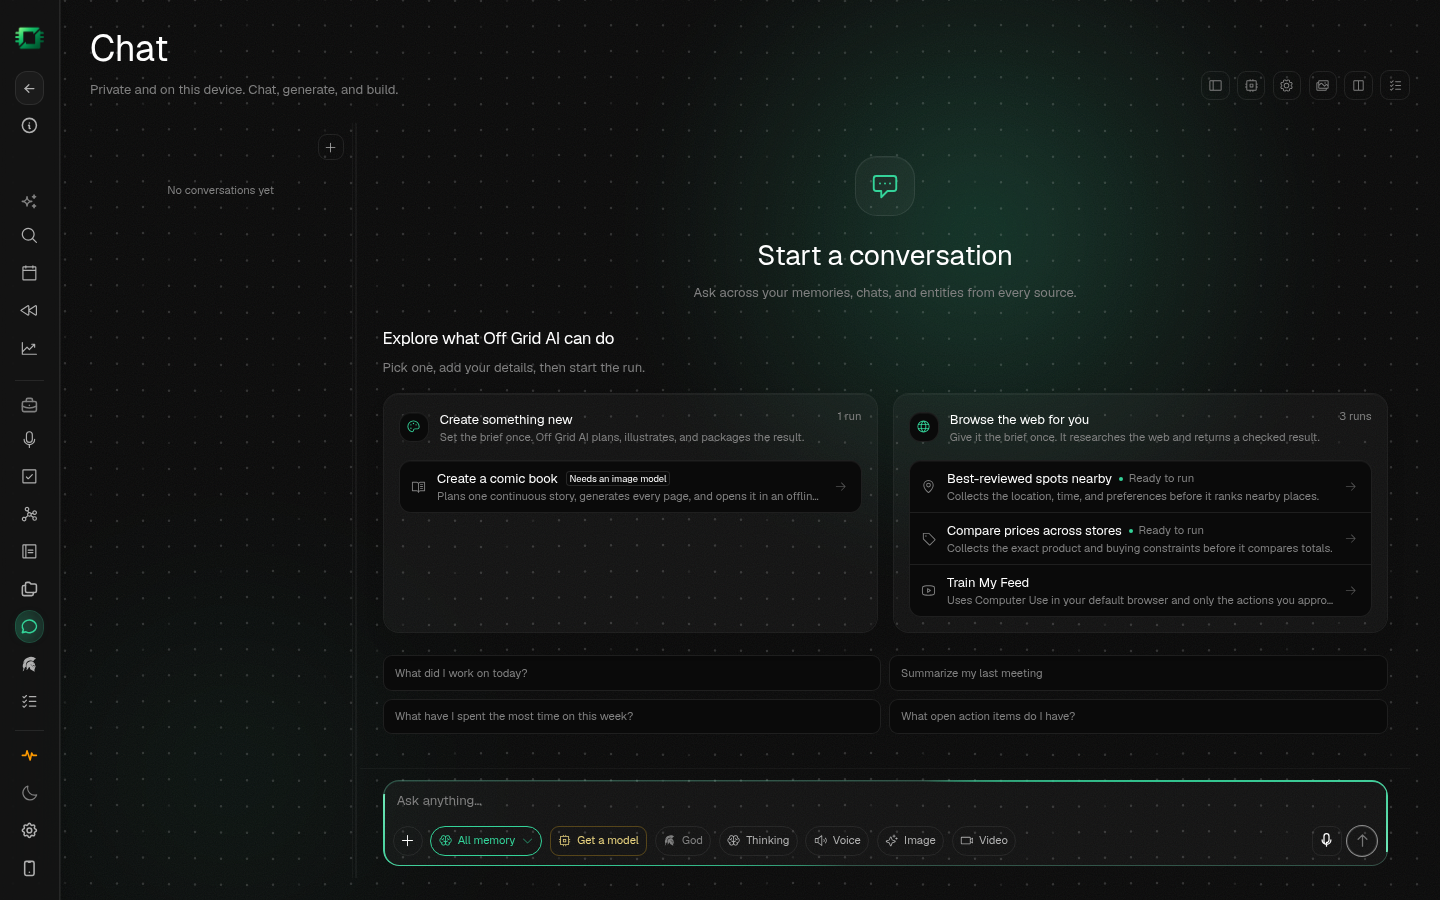 Chat
Private and on this device. Chat, generate, and build.
No conversations yet
Start a conversation
Ask across your memories, chats, and entities from every source.
Explore what Off Grid AI can do
Pick one, add your details, then start the run.
Create something new
1 run
Set the brief once. Off Grid AI plans, illustrates, and packages the result.
Create a comic book Needs an image model
Plans one continuous story, generates every page, and opens it in an offlin...
Browse the web for you
3 runs
Give it the brief once. It researches the web and returns a checked result.
Best-reviewed spots nearby • Ready to run
Collects the location, time, and preferences before it ranks nearby places.
Compare prices across stores • Ready to run
Collects the exact product and buying constraints before it compares totals.
Train My Feed
Uses Computer Use in your default browser and only the actions you appro...
What did I work on today?
Summarize my last meeting
What have I spent the most time on this week?
What open action items do I have?
Ask anything...
All memory Get a model God Thinking Voice Image Video